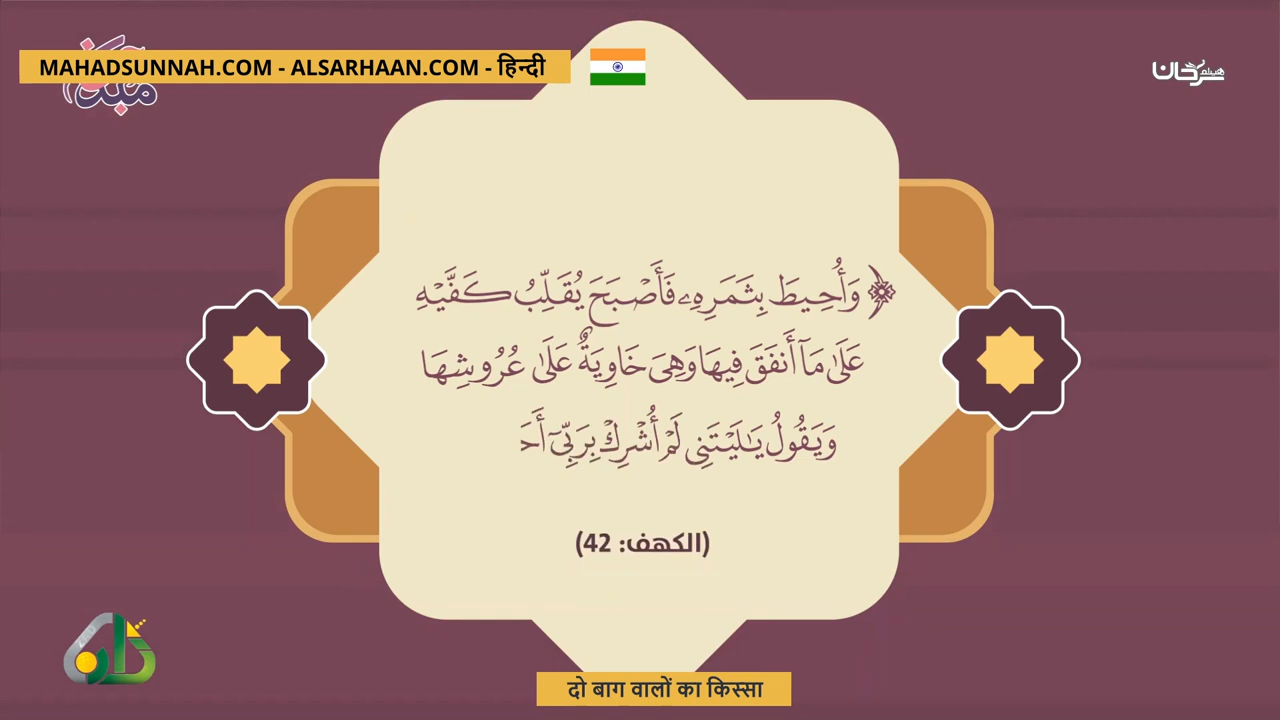 MAHADSUNNAH.COM - ALSARHAAN.COM - हिन्दी
وَأُحِيطَ بِثَمَرِهِۦ فَأَصۡبَحَ يُقَلِّبُ كَفَّيۡهِ
عَلَىٰ مَآ أَنفَقَ فِيهَا وَهِيَ خَاوِيَةٌ عَلَىٰ عُرُوشِهَا
وَيَقُولُ يَٰلَيۡتَنِي لَمۡ أُشۡرِكۡ بِرَبِّيٓ أَحَ
(الكهف: 42)
दो बाग वालों का किस्सा